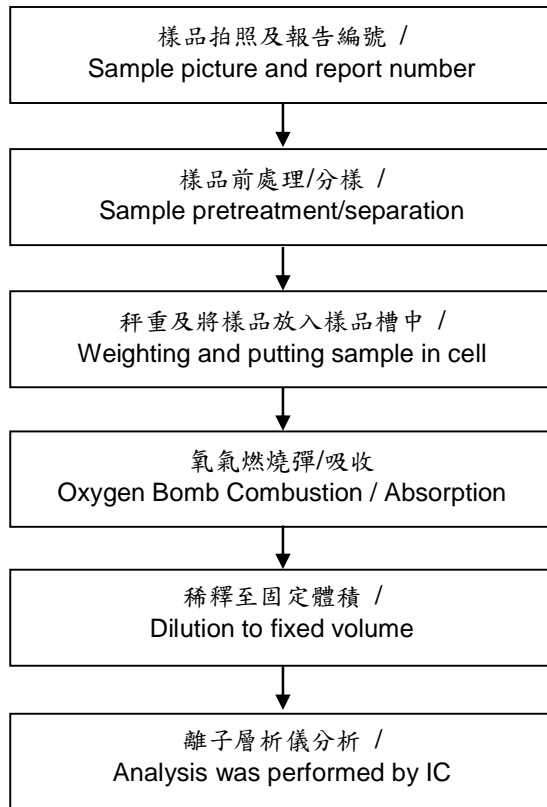 樣品拍照及報告編號 /
Sample picture and report number
樣品前處理/分樣 /
Sample pretreatment/separation
秤重及將樣品放入樣品槽中 /
Weighting and putting sample in cell
氧氣燃燒彈/吸收
Oxygen Bomb Combustion / Absorption
稀釋至固定體積 /
Dilution to fixed volume
離子層析儀分析 /
Analysis was performed by IC